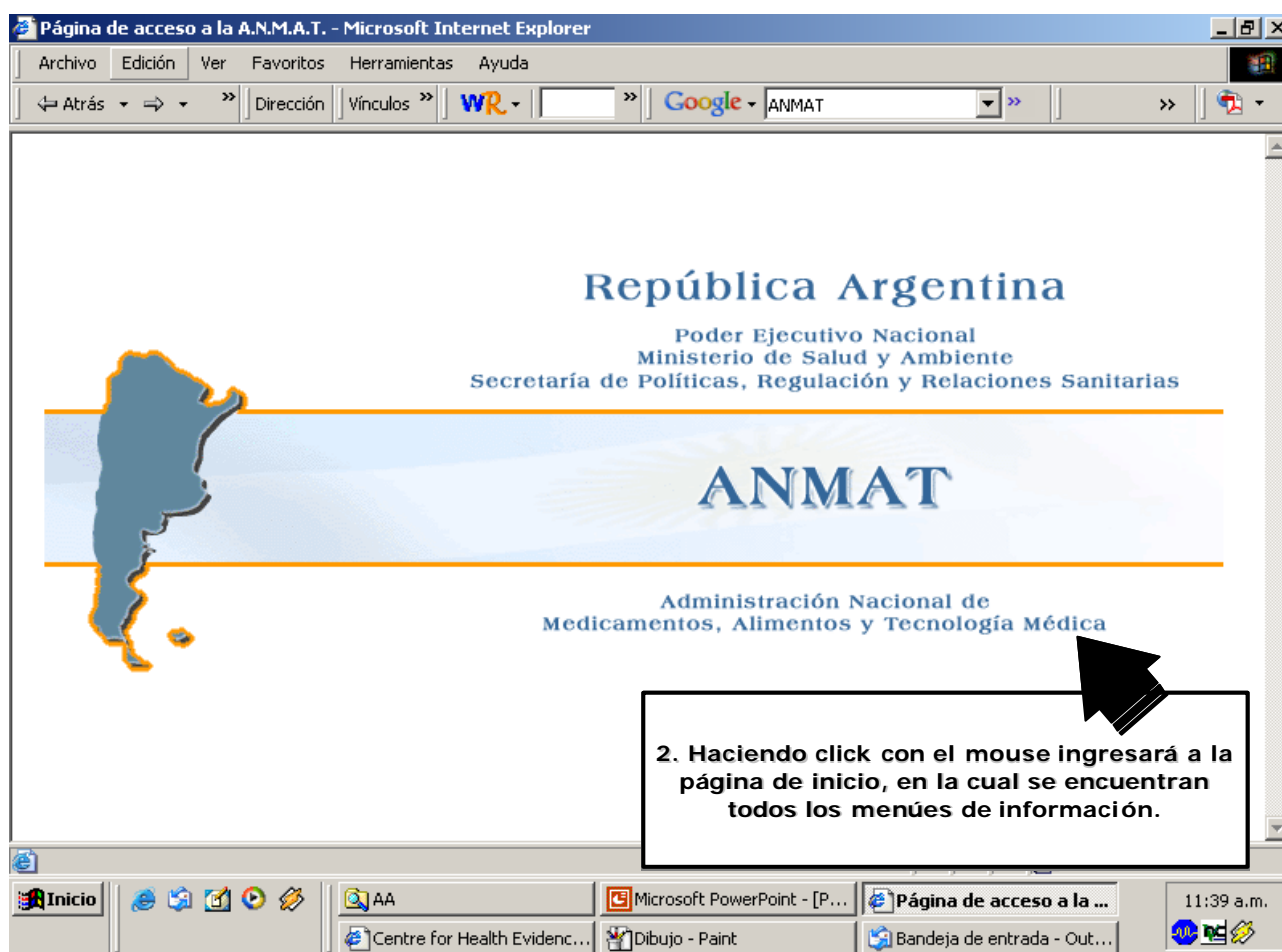 Página de acceso a la A.N.M.A.T. - Microsoft Internet Explorer
Archivo Edición Ver Favoritos Herramientas Ayuda
Atrás Dirección Vínculos WR Google ANMAT
República Argentina
Poder Ejecutivo Nacional
Ministerio de Salud y Ambiente
Secretaría de Políticas, Regulación y Relaciones Sanitarias
ANMAT
Administración Nacional de
Medicamentos, Alimentos y Tecnología Médica
2. Haciendo click con el mouse ingresará a la
página de inicio, en la cual se encuentran
todos los menúes de información.
Inicio AA Microsoft PowerPoint - [P... Página de acceso a la ... 11:39 a.m.
Centre for Health Evidenc... Dibujo - Paint Bandeja de entrada - Out...